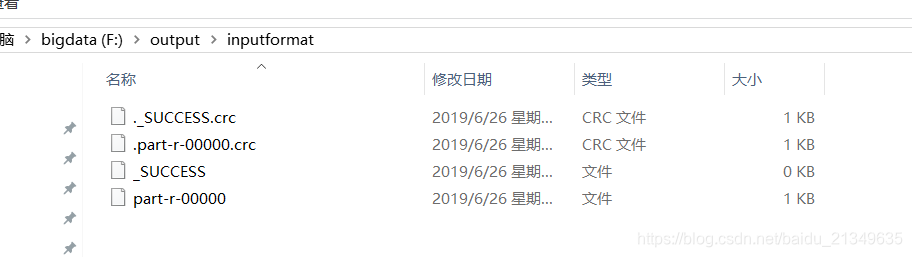 查看
脑 > bigdata (F:) > output > inputformat
名称 修改日期 类型 大小
._SUCCESS.crc 2019/6/26 星期... CRC 文件 1 KB
.part-r-00000.crc 2019/6/26 星期... CRC 文件 1 KB
_SUCCESS 2019/6/26 星期... 文件 0 KB
part-r-00000 2019/6/26 星期... 文件 1 KB
https://blog.csdn.net/baidu_21349635